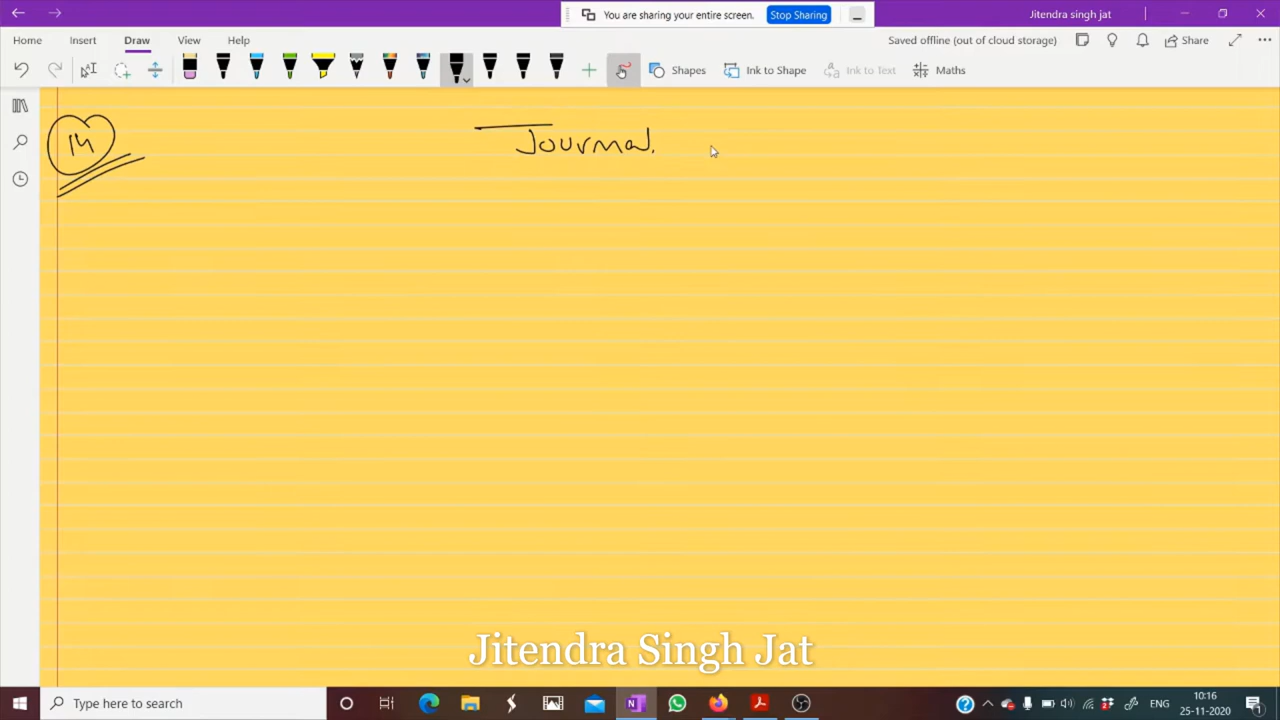 You are sharing your entire screen. Stop Sharing
Jitendra singh jat
Home Insert Draw View Help
Saved offline (out of cloud storage) Share
Shapes Ink to Shape Ink to Text Maths
14
Journal.
Jitendra Singh Jat
Type here to search
ENG
10:16
25-11-2020
1